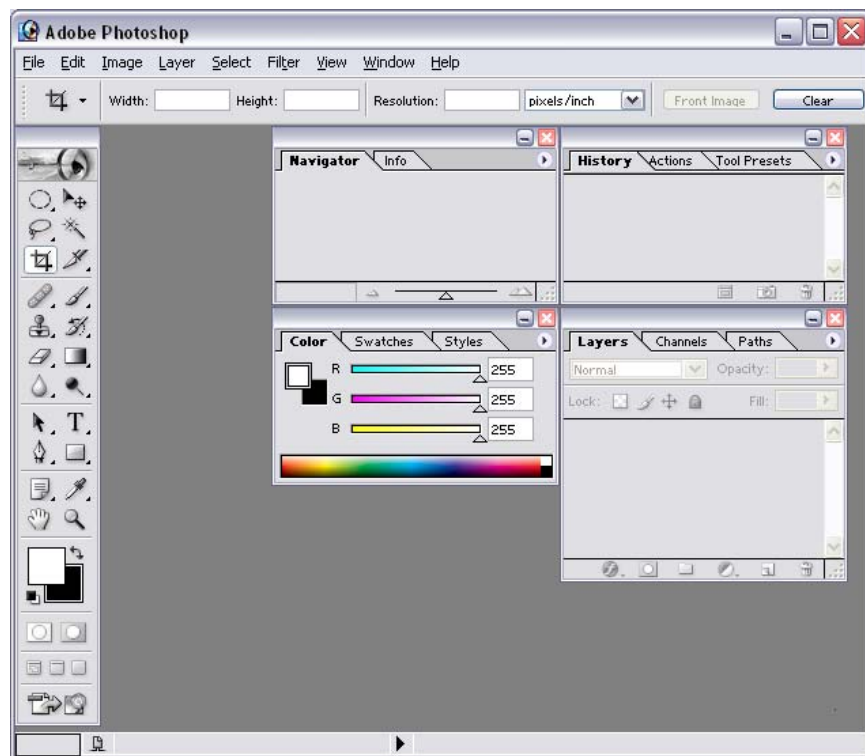 Adobe Photoshop
File Edit Image Layer Select Filter View Window Help
Width: Height: Resolution: pixels/inch Front Image Clear
Navigator Info
History Actions Tool Presets
Color Swatches Styles
R 255
G 255
B 255
Layers Channels Paths
Normal Opacity:
Lock: Fill:
T